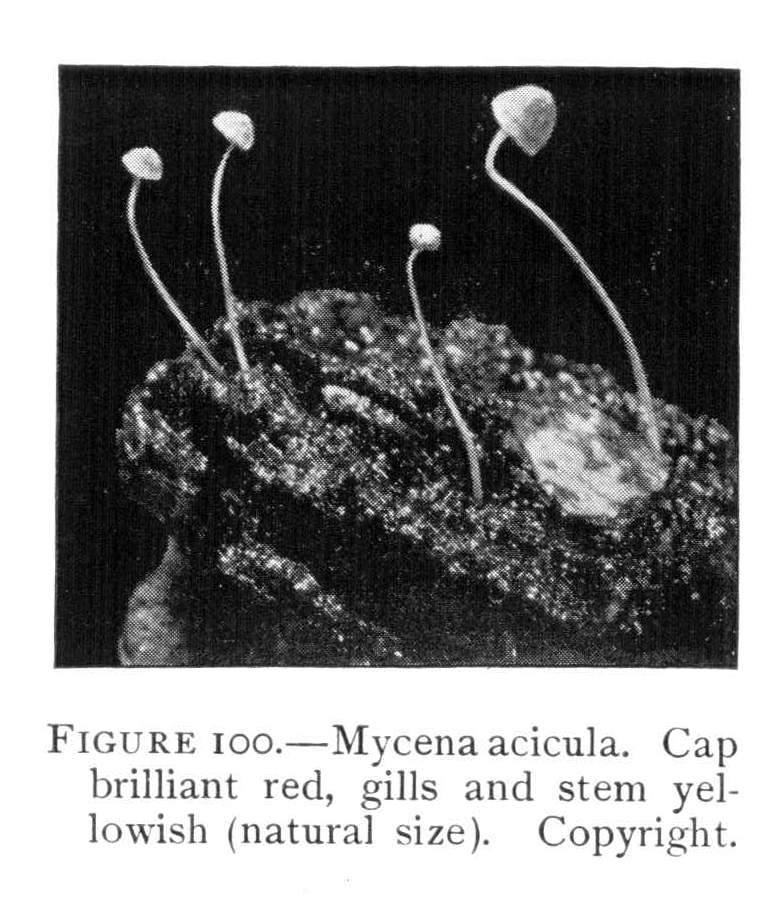 FIGURE 100.—Mycena acicula. Cap
brilliant red, gills and stem yel-
lowish (natural size). Copyright.